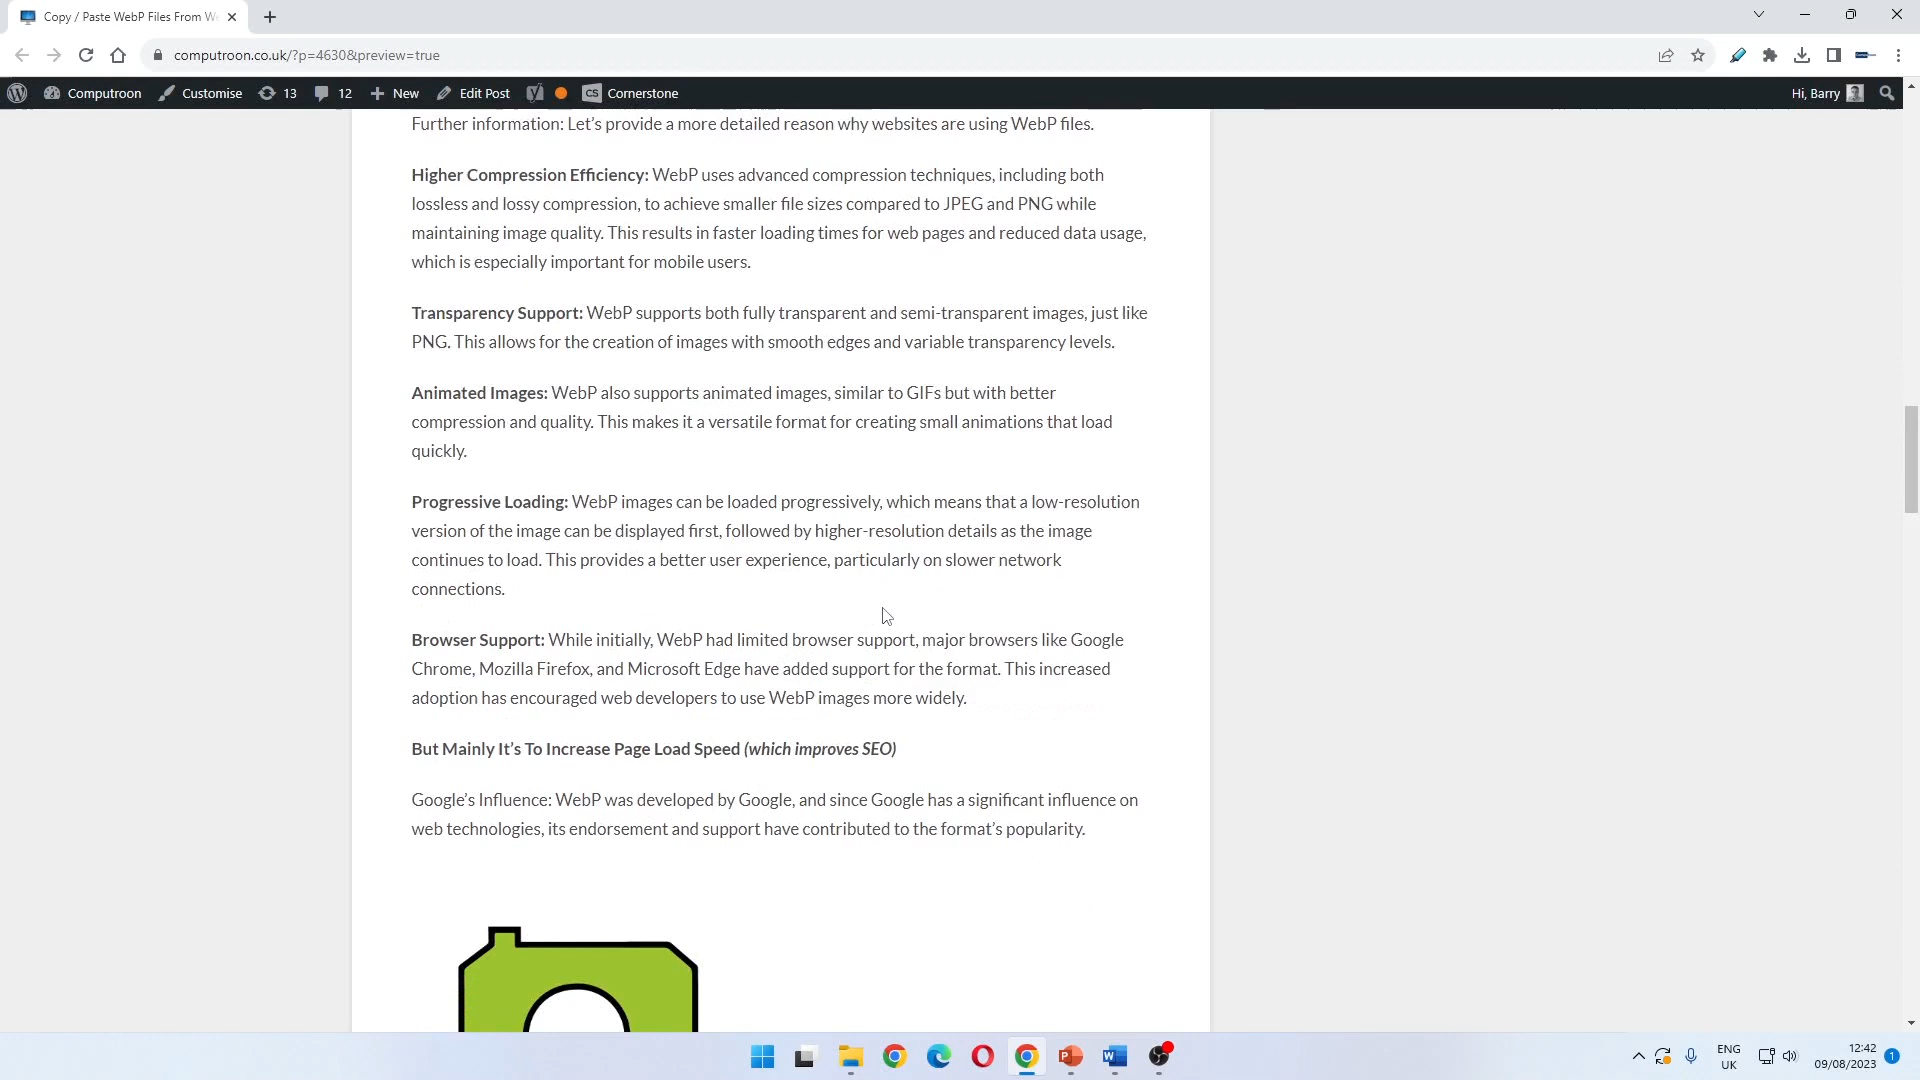 Copy / Paste WebP Files From W
computroon.co.uk/?p=4630&preview=true
Computroon Customise 13 12 New Edit Post CS Cornerstone Hi, Barry
Further information: Let’s provide a more detailed reason why websites are using WebP files.
Higher Compression Efficiency: WebP uses advanced compression techniques, including both
lossless and lossy compression, to achieve smaller file sizes compared to JPEG and PNG while
maintaining image quality. This results in faster loading times for web pages and reduced data usage,
which is especially important for mobile users.
Transparency Support: WebP supports both fully transparent and semi-transparent images, just like
PNG. This allows for the creation of images with smooth edges and variable transparency levels.
Animated Images: WebP also supports animated images, similar to GIFs but with better
compression and quality. This makes it a versatile format for creating small animations that load
quickly.
Progressive Loading: WebP images can be loaded progressively, which means that a low-resolution
version of the image can be displayed first, followed by higher-resolution details as the image
continues to load. This provides a better user experience, particularly on slower network
connections.
Browser Support: While initially, WebP had limited browser support, major browsers like Google
Chrome, Mozilla Firefox, and Microsoft Edge have added support for the format. This increased
adoption has encouraged web developers to use WebP images more widely.
But Mainly It’s To Increase Page Load Speed (which improves SEO)
Google’s Influence: WebP was developed by Google, and since Google has a significant influence on
web technologies, its endorsement and support have contributed to the format’s popularity.
ENG
UK
12:42
09/08/2023
1